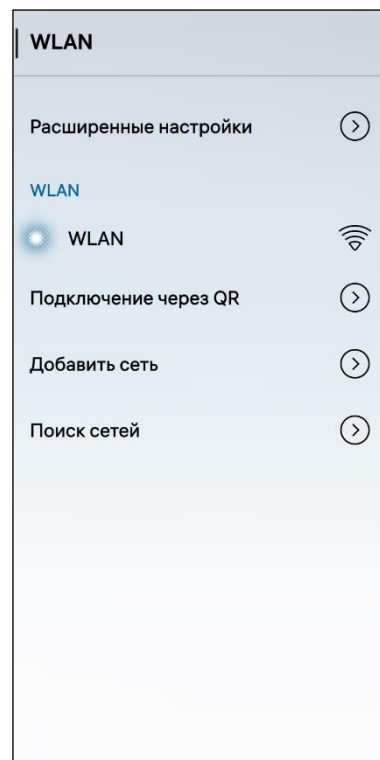 WLAN
Расширенные настройки
WLAN
WLAN
Подключение через QR
Добавить сеть
Поиск сетей